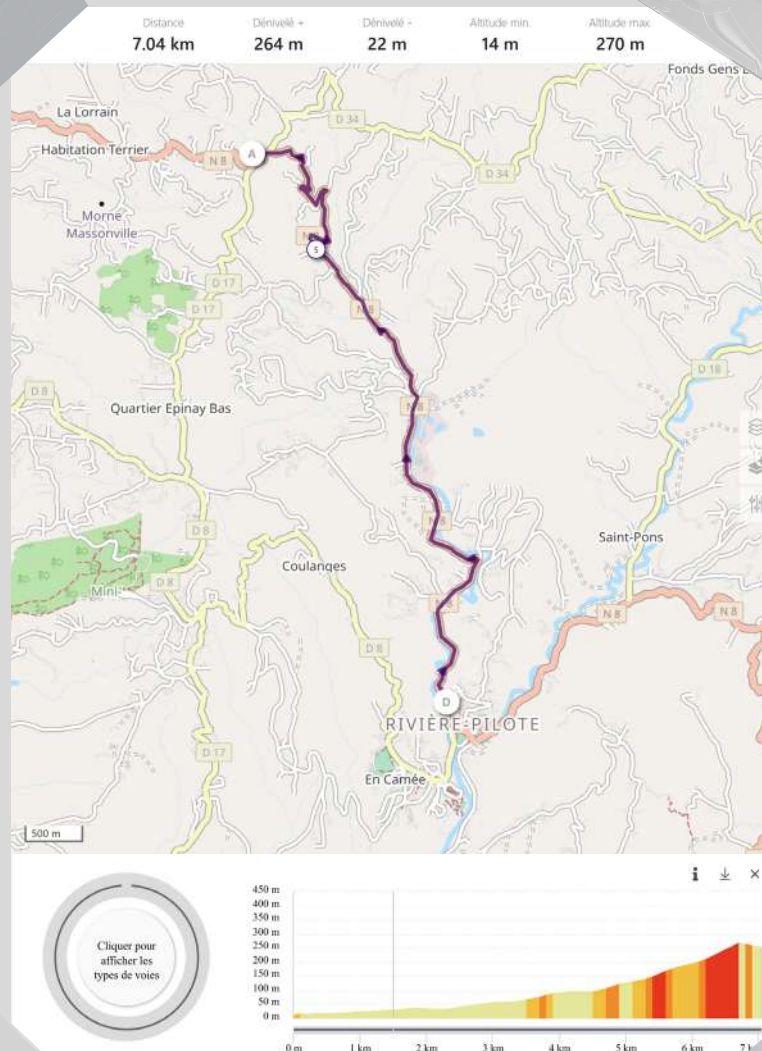 Distance Dénivelé + Dénivelé - Altitude min. Altitude max.
7.04 km 264 m 22 m 14 m 270 m
Fonds Gens
La Lorrain
D 34
Habitation Terrier
A
N 8
D 34
Morne
Massonville
5
D 17
D 17
N 8
D 18
D 8
Quartier Epinay Bas
N 8
N 8
D 8
Saint-Pons
Coulanges
D 8
Mini
N 8
N 8
N 8
D 8
D
RIVIÈRE-PILOTE
D 17
En Camée
500 m
Cliquer pour
afficher les
types de voies
450 m
400 m
350 m
300 m
250 m
200 m
150 m
100 m
50 m
0 m
0 m 1 km 2 km 3 km 4 km 5 km 6 km 7